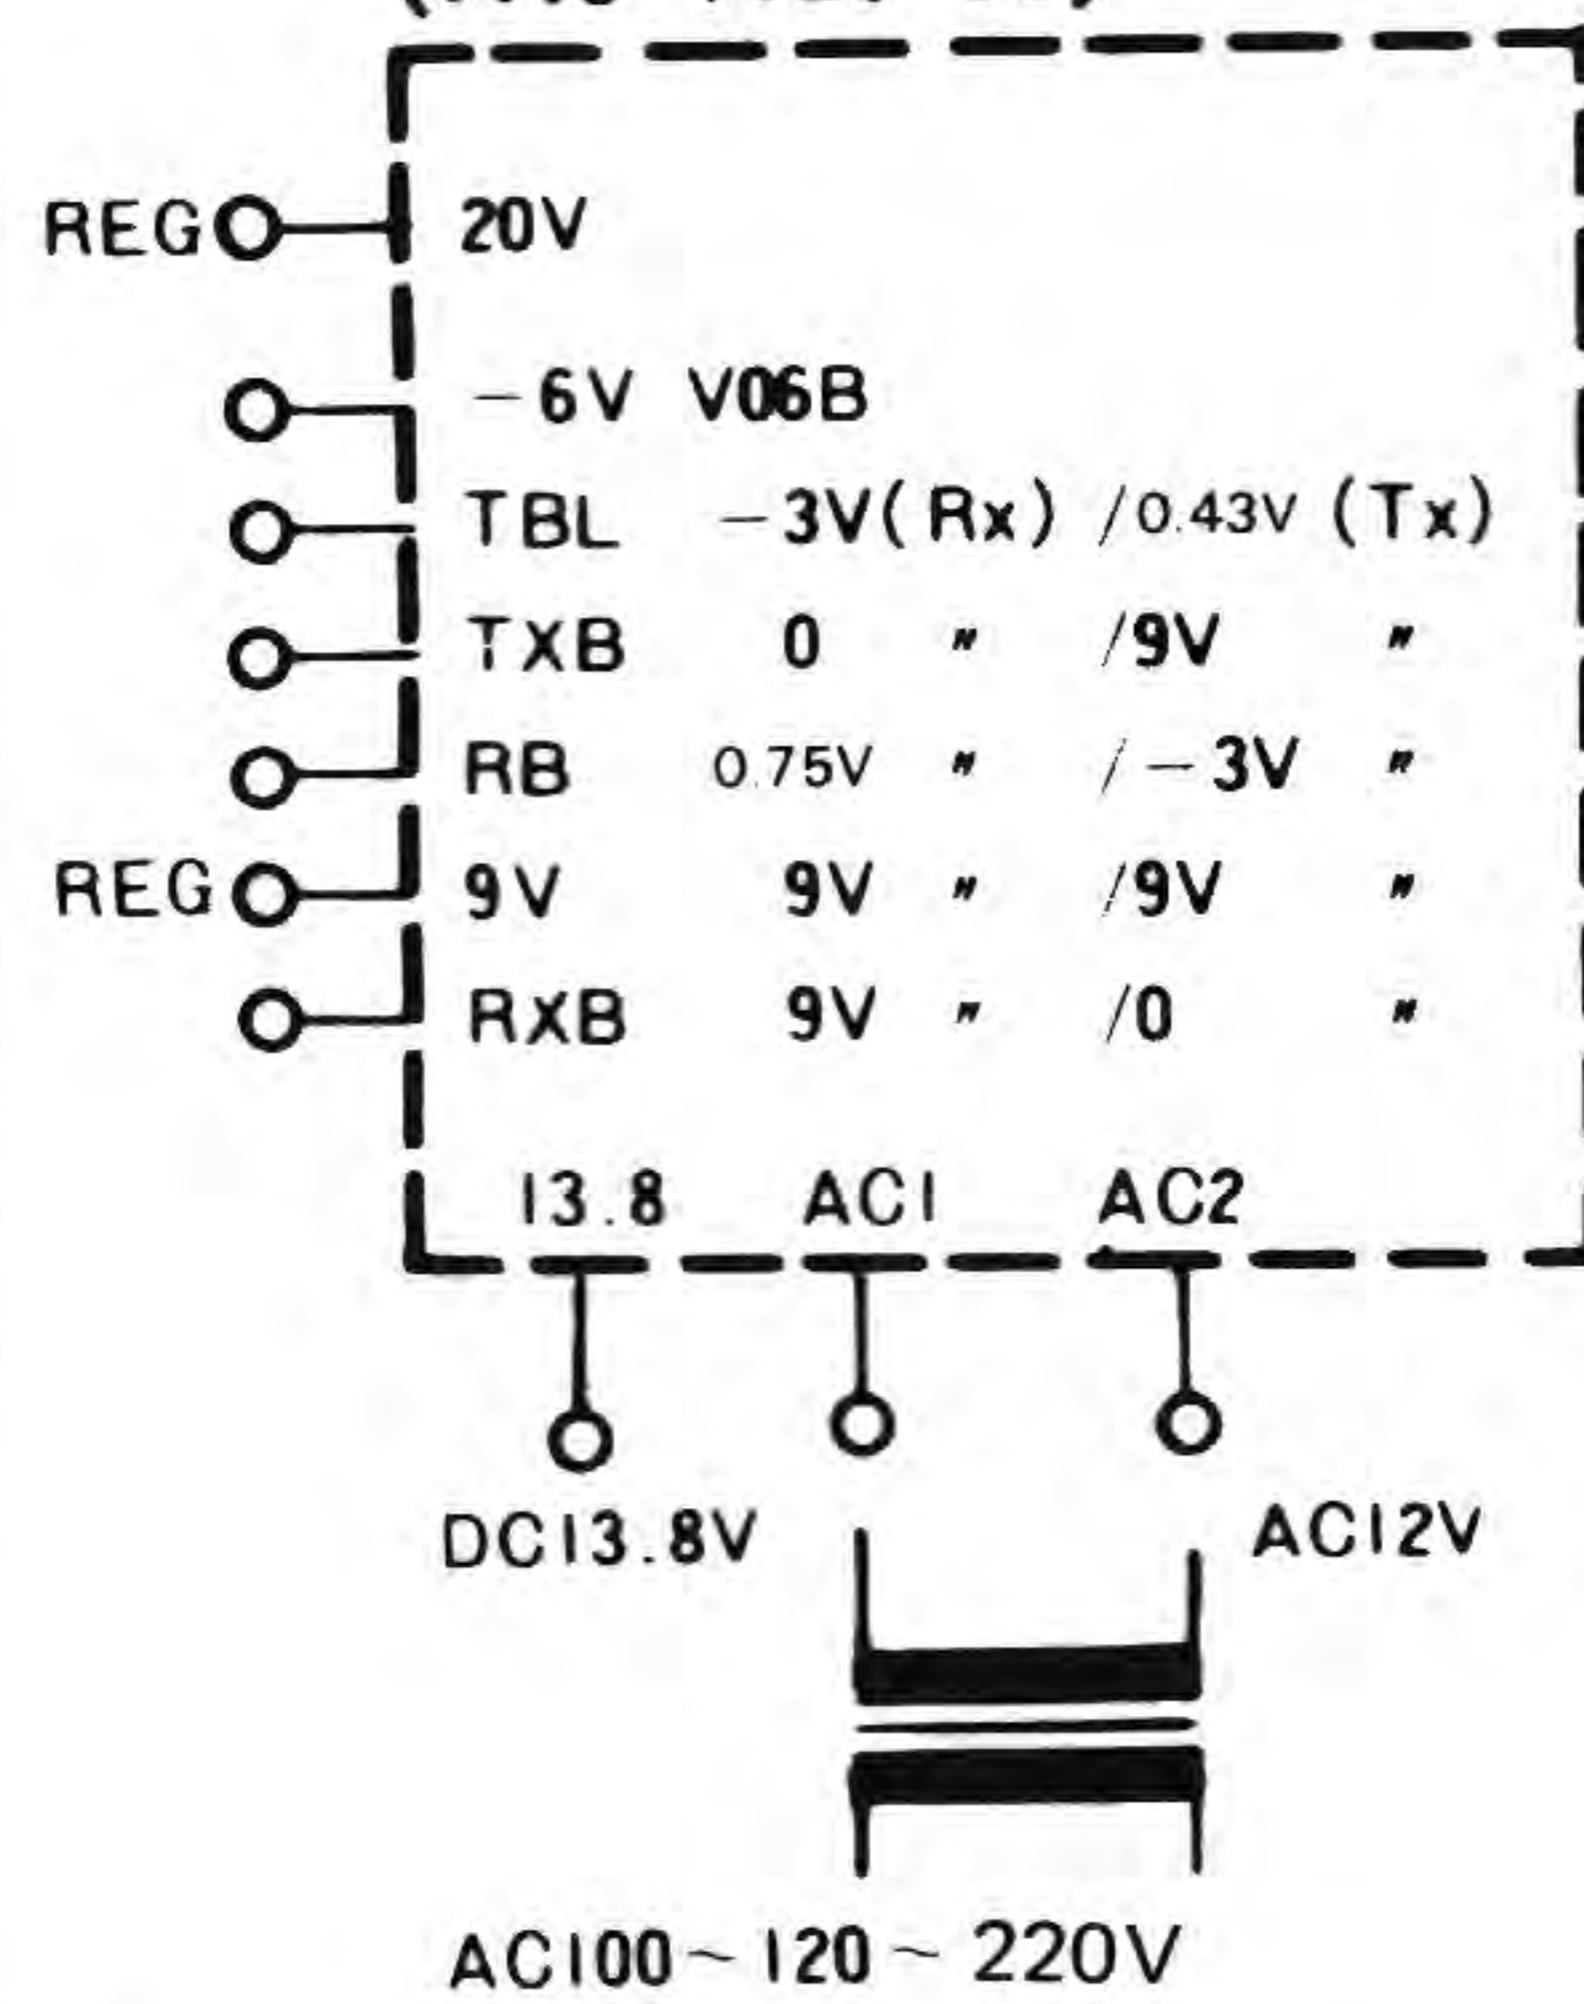 REG 20V
-6V V06B
TBL -3V(Rx) /0.43V (Tx)
TXB 0 〃 /9V 〃
RB 0.75V 〃 /-3V 〃
REG 9V 9V 〃 /9V 〃
RXB 9V 〃 /0 〃
13.8 AC1 AC2
DC13.8V AC12V
AC100~120~220V